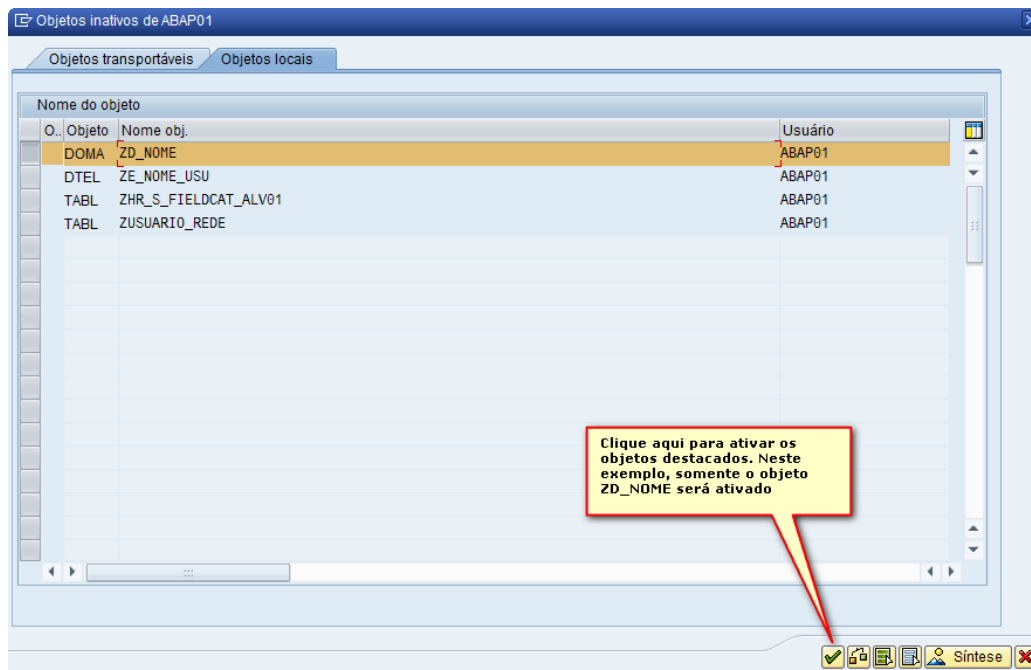 Objetos inativos de ABAP01
Objetos transportáveis Objetos locais
Nome do objeto
O.. Objeto Nome obj. Usuário
DOMA ZD_NOME ABAP01
DTEL ZE_NOME_USU ABAP01
TABL ZHR_S_FIELDCAT_ALV01 ABAP01
TABL ZUSUARIO_REDE ABAP01
Clique aqui para ativar os
objetos destacados. Neste
exemplo, somente o objeto
ZD_NOME será ativado
Síntese